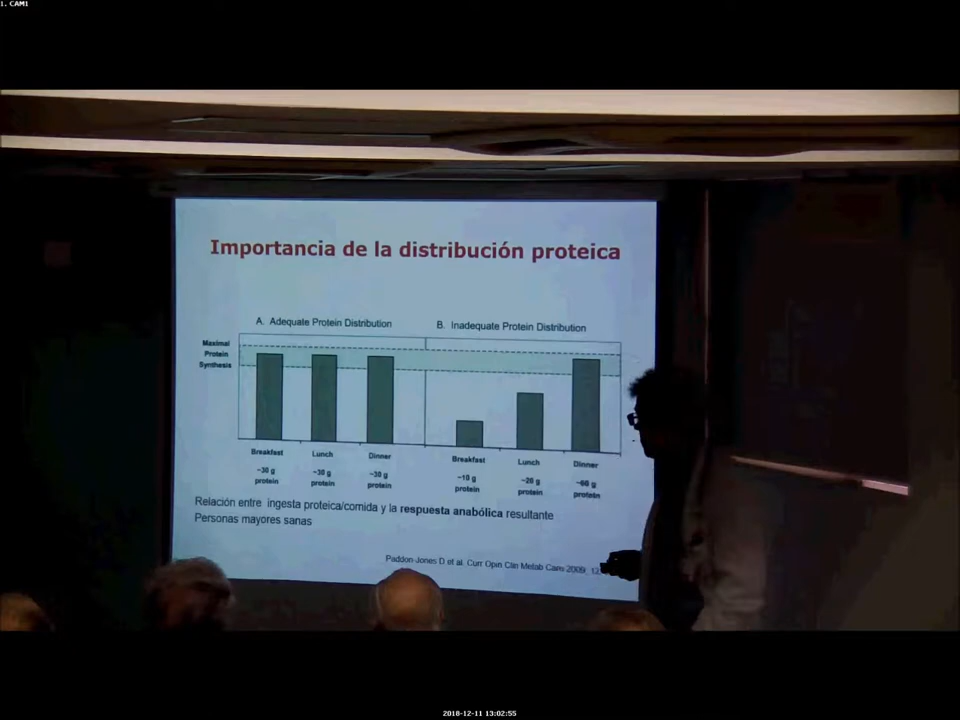 1. CAM1
Importancia de la distribución proteica
A. Adequate Protein Distribution
B. Inadequate Protein Distribution
Maximal
Protein
Synthesis
Breakfast Lunch Dinner Breakfast Lunch Dinner
~30 g ~30 g ~30 g ~10 g ~20 g ~60 g
protein protein protein protein protein protein
Relación entre ingesta proteica/comida y la respuesta anabólica resultante
Personas mayores sanas
Paddon-Jones D et al. Curr Opin Clin Metab Care 2009, 12
2018-12-11 13:02:55